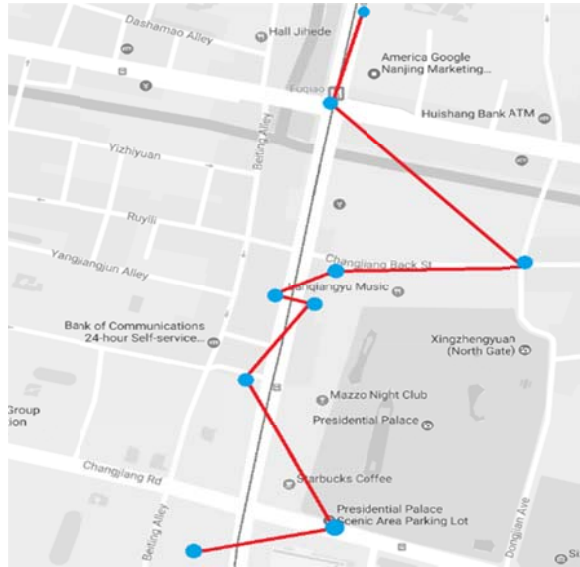 Dashamao Alley
Hall Jihede
America Google
Nanjing Marketing...
Fuqiao
Huishang Bank ATM
Beiting Alley
Yizhiyuan
Ruyili
Changjiang Back St
Yangjiangjun Alley
Music
Bank of Communications
24-hour Self-service...
Xingzhengyuan
(North Gate)
Mazzo Night Club
Group
Presidential Palace
Changjiang Rd
Starbucks Coffee
Presidential Palace
Scenic Area Parking Lot
Beiting Alley
Dongjian Ave